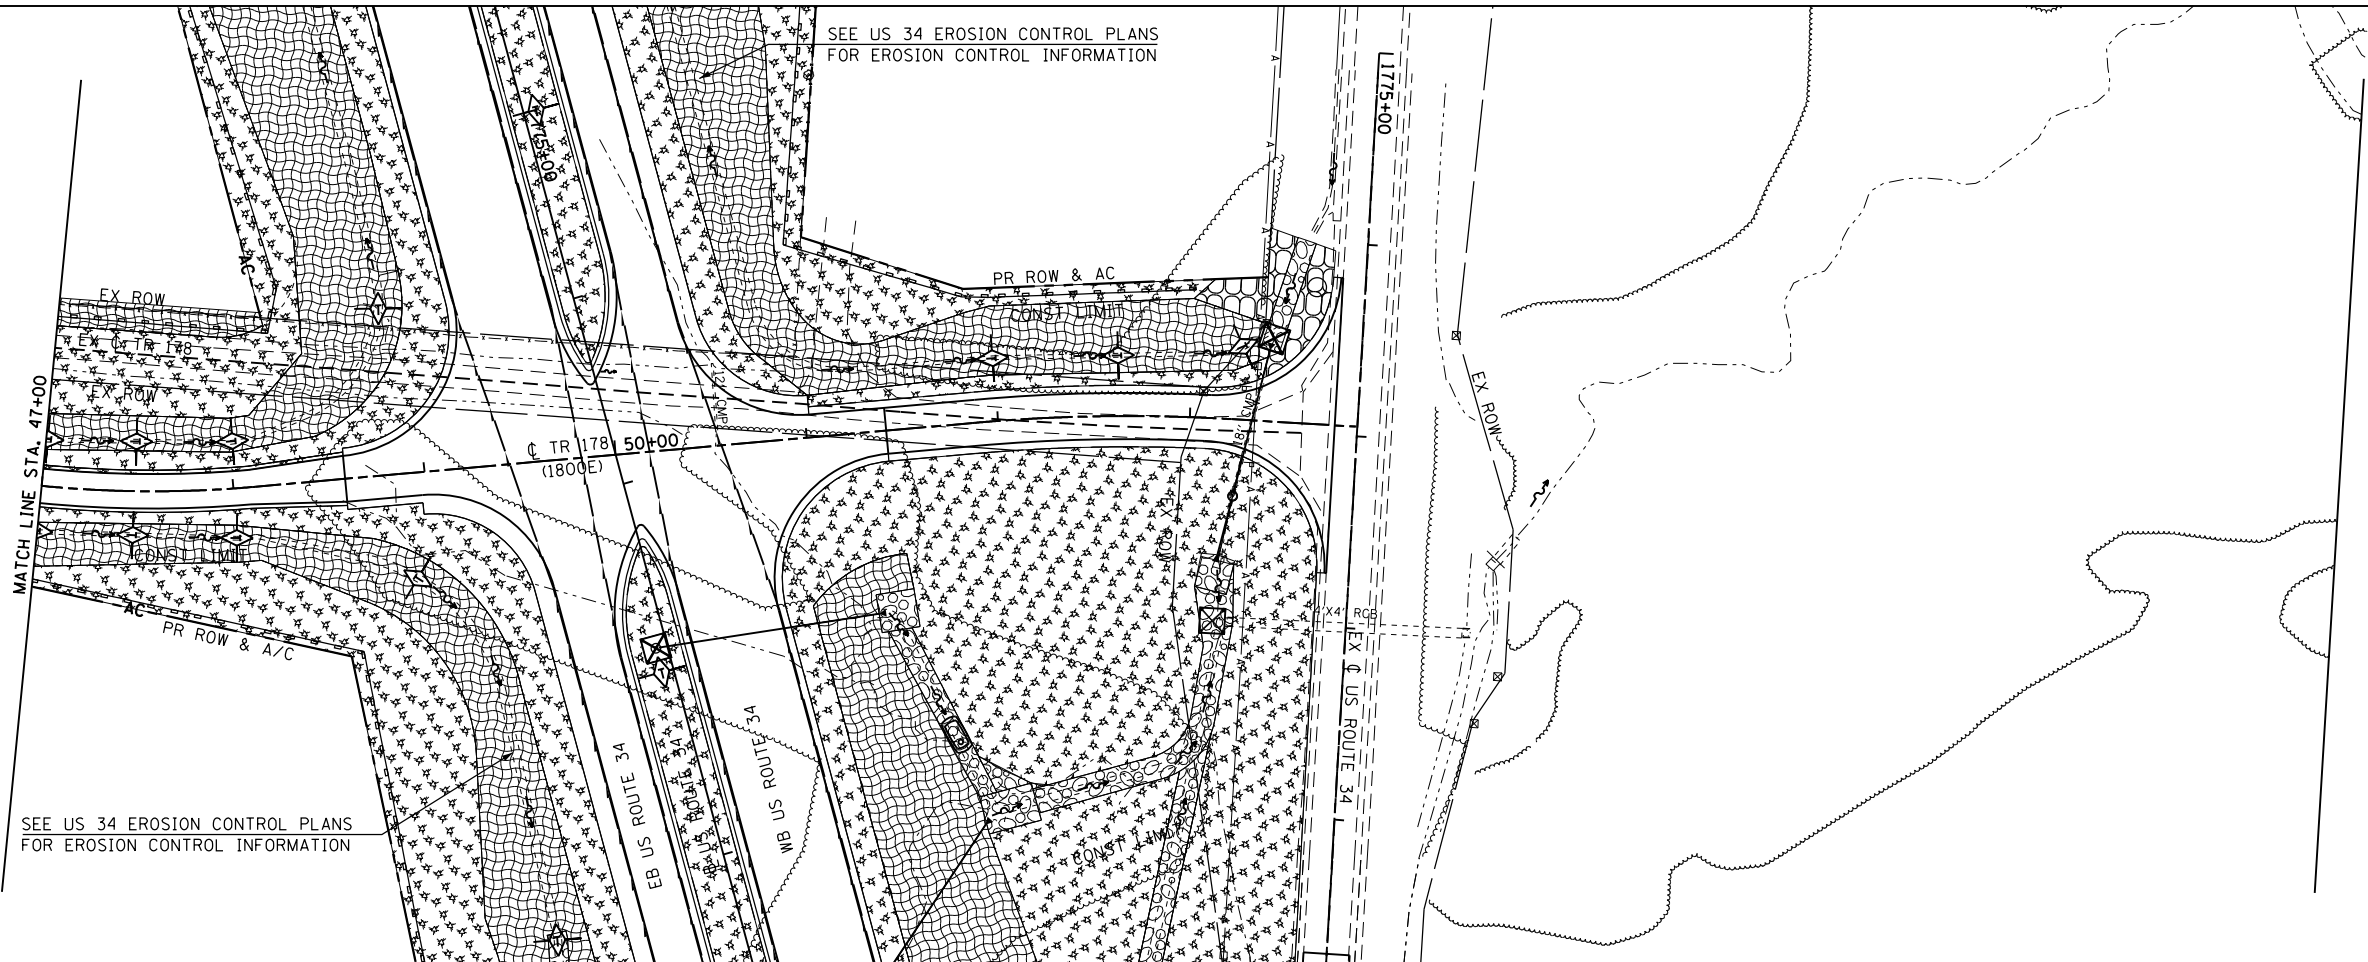 SEE US 34 EROSION CONTROL PLANS
FOR EROSION CONTROL INFORMATION
1775+00
A
A
A
AC
EX ROW
PR ROW & AC
CONST LIMIT
EX ℄ TR 178
EX ROW
EX ROW
MATCH LINE STA. 47+00
℄ TR 178
50+00
(1800E)
18" CMP
EX ROW
CONST LIMIT
AC
PR ROW & A/C
4'X4' RCB
EX ℄ US ROUTE 34
EB US ROUTE 34
WB US ROUTE 34
CONST LIMIT
SEE US 34 EROSION CONTROL PLANS
FOR EROSION CONTROL INFORMATION